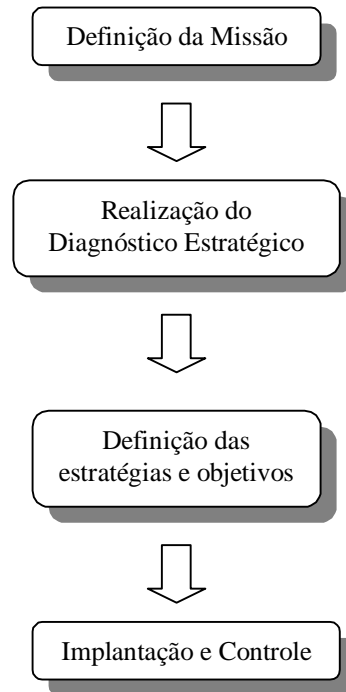 Definição da Missão
Realização do
Diagnóstico Estratégico
Definição das
estratégias e objetivos
Implantação e Controle